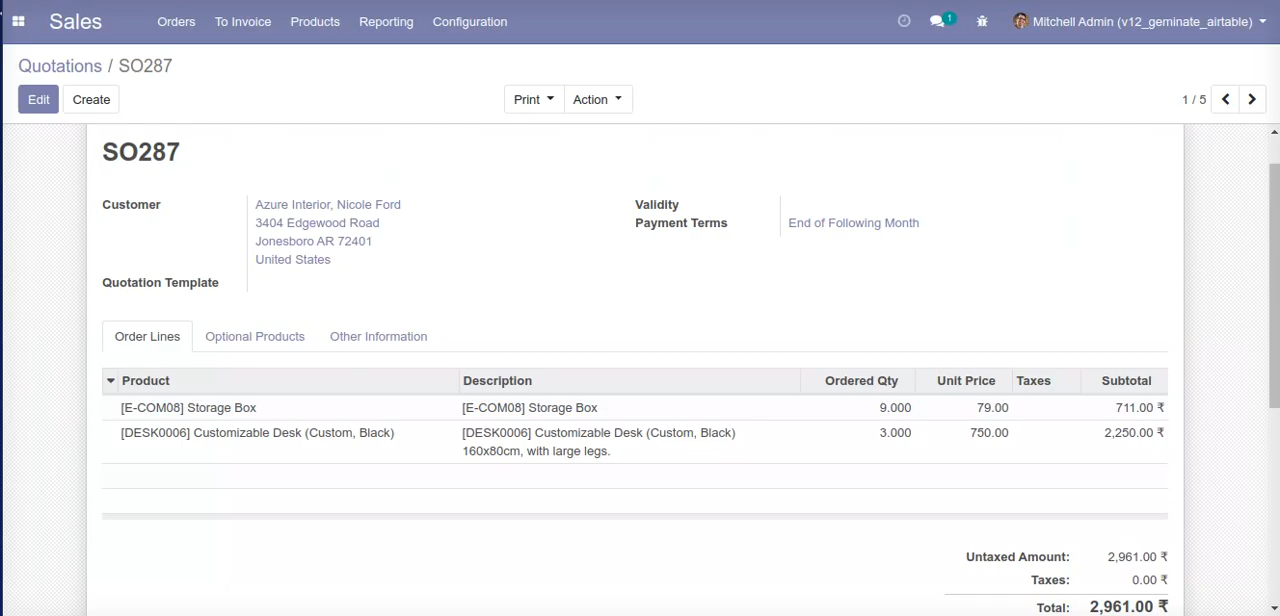 Sales Orders To Invoice Products Reporting Configuration 1 Mitchell Admin (v12_geminate_airtable)
Quotations / SO287
Edit Create Print Action 1 / 5
SO287
Customer Azure Interior, Nicole Ford Validity
3404 Edgewood Road Payment Terms End of Following Month
Jonesboro AR 72401
United States
Quotation Template
Order Lines Optional Products Other Information
Product Description Ordered Qty Unit Price Taxes Subtotal
[E-COM08] Storage Box [E-COM08] Storage Box 9.000 79.00 711.00 ₹
[DESK0006] Customizable Desk (Custom, Black) [DESK0006] Customizable Desk (Custom, Black) 3.000 750.00 2,250.00 ₹
160x80cm, with large legs.
Untaxed Amount: 2,961.00 ₹
Taxes: 0.00 ₹
Total: 2,961.00 ₹